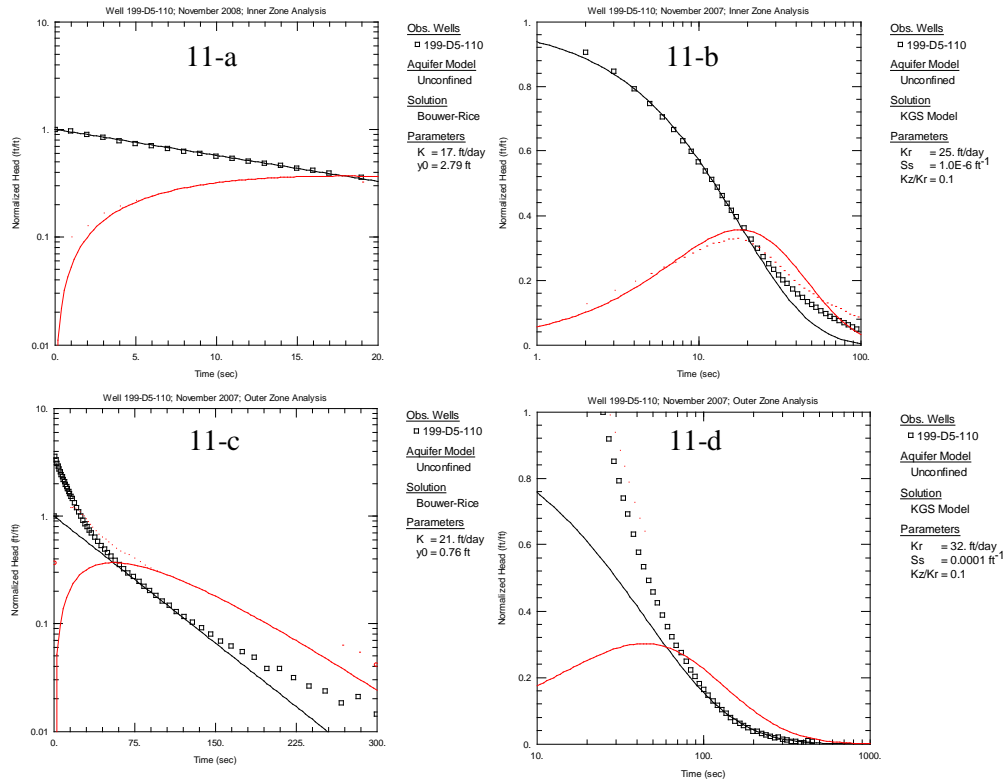 Well 199-D5-110; November 2008; Inner Zone Analysis
11-a
10.
1.
0.1
0.01
Normalized Head (ft/ft)
0.
5.
10.
15.
20.
Time (sec)
Obs. Wells
199-D5-110
Aquifer Model
Unconfined
Solution
Bouwer-Rice
Parameters
K = 17. ft/day
y0 = 2.79 ft
Well 199-D5-110; November 2007; Inner Zone Analysis
11-b
1.
0.8
0.6
0.4
0.2
0.
Normalized Head (ft/ft)
1.
10.
100.
Time (sec)
Obs. Wells
199-D5-110
Aquifer Model
Unconfined
Solution
KGS Model
Parameters
Kr = 25. ft/day
Ss = 1.0E-6 ft-1
Kz/Kr = 0.1
Well 199-D5-110; November 2007; Outer Zone Analysis
11-c
10.
1.
0.1
0.01
Normalized Head (ft/ft)
0.
75.
150.
225.
300.
Time (sec)
Obs. Wells
199-D5-110
Aquifer Model
Unconfined
Solution
Bouwer-Rice
Parameters
K = 21. ft/day
y0 = 0.76 ft
Well 199-D5-110; November 2007; Outer Zone Analysis
11-d
1.
0.8
0.6
0.4
0.2
0.
Normalized Head (ft/ft)
10.
100.
1000.
Time (sec)
Obs. Wells
199-D5-110
Aquifer Model
Unconfined
Solution
KGS Model
Parameters
Kr = 32. ft/day
Ss = 0.0001 ft-1
Kz/Kr = 0.1